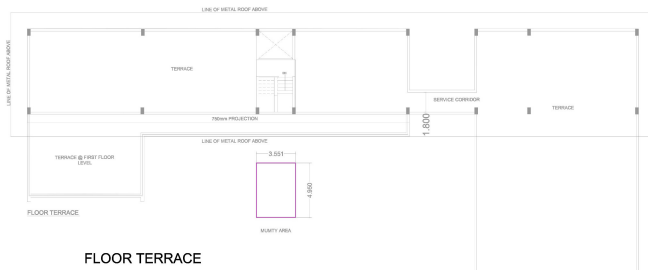 LINE OF METAL ROOF ABOVE
LINE OF METAL ROOF ABOVE
TERRACE
SERVICE CORRIDOR
TERRACE
750mm PROJECTION
1.800
LINE OF METAL ROOF ABOVE
TERRACE @ FIRST FLOOR
LEVEL
3.551
4.950
FLOOR TERRACE
MUMTY AREA
FLOOR TERRACE